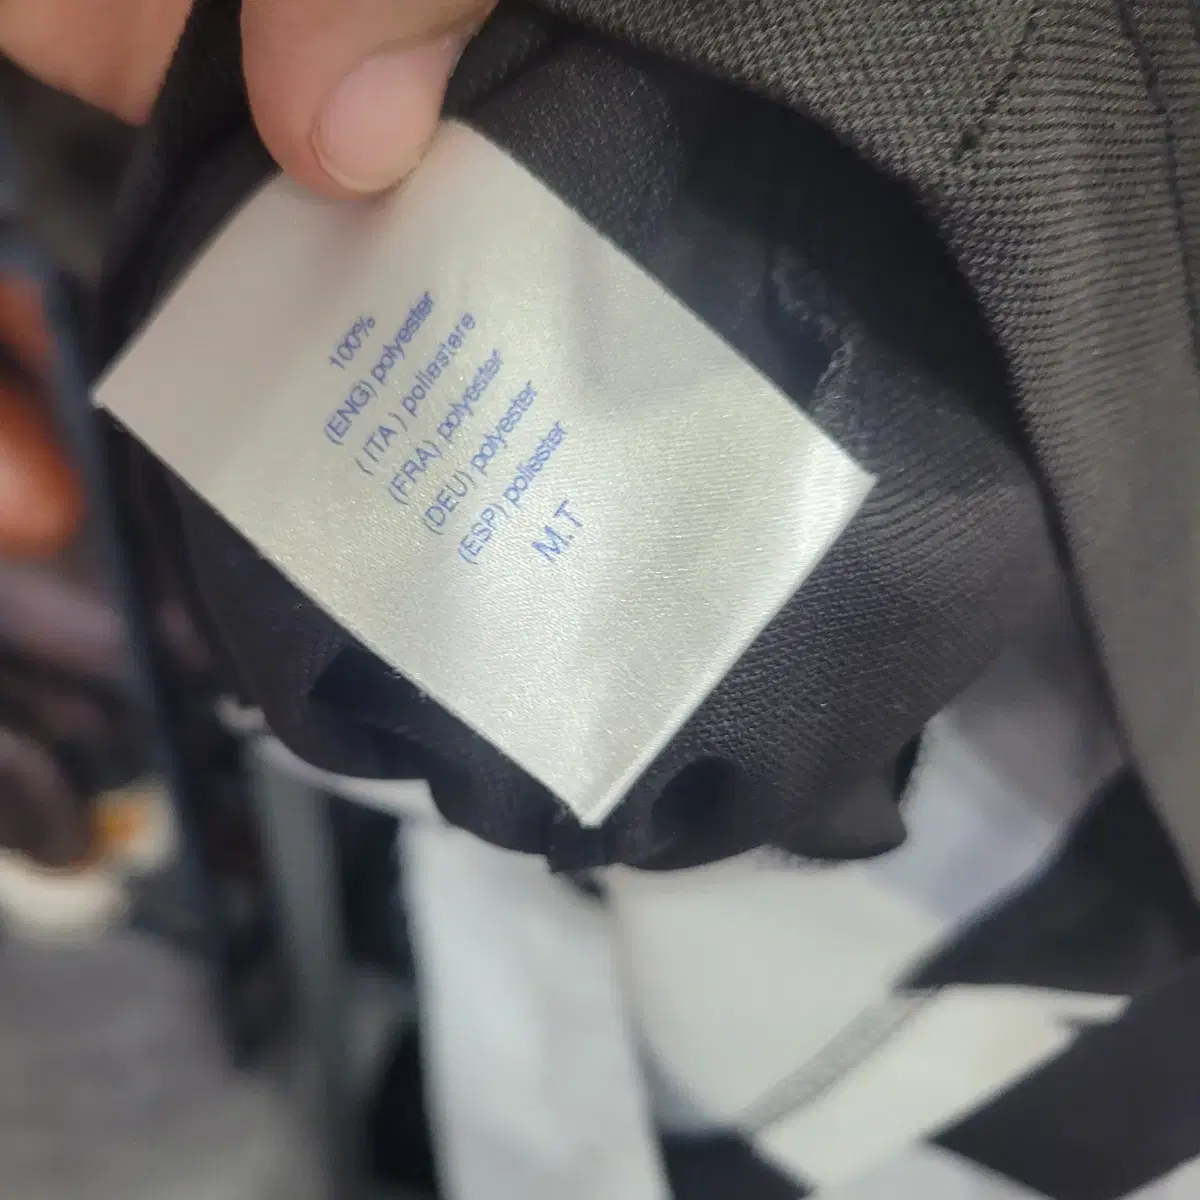 100%
(ENG) polyester
( ITA ) poliestere
(FRA) polyester
(DEU) polyester
(ESP) poliester
M.T